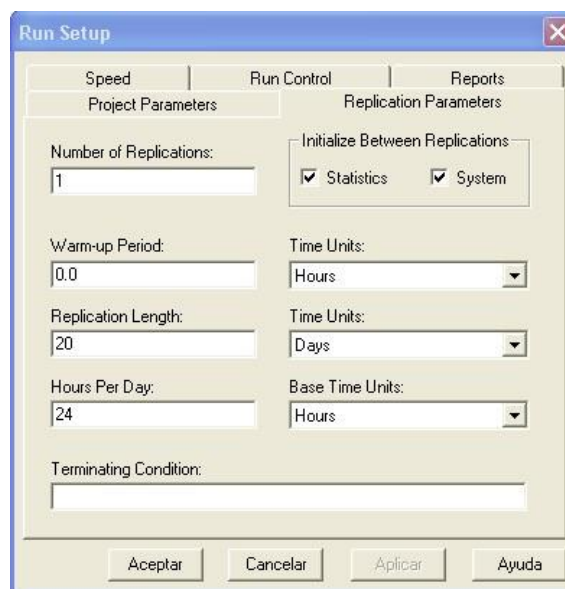 Run Setup
Speed
Run Control
Reports
Project Parameters
Replication Parameters
Number of Replications:
1
Initialize Between Replications
Statistics
System
Warm-up Period:
0.0
Time Units:
Hours
Replication Length:
20
Time Units:
Days
Hours Per Day:
24
Base Time Units:
Hours
Terminating Condition:
Aceptar
Cancelar
Aplicar
Ayuda